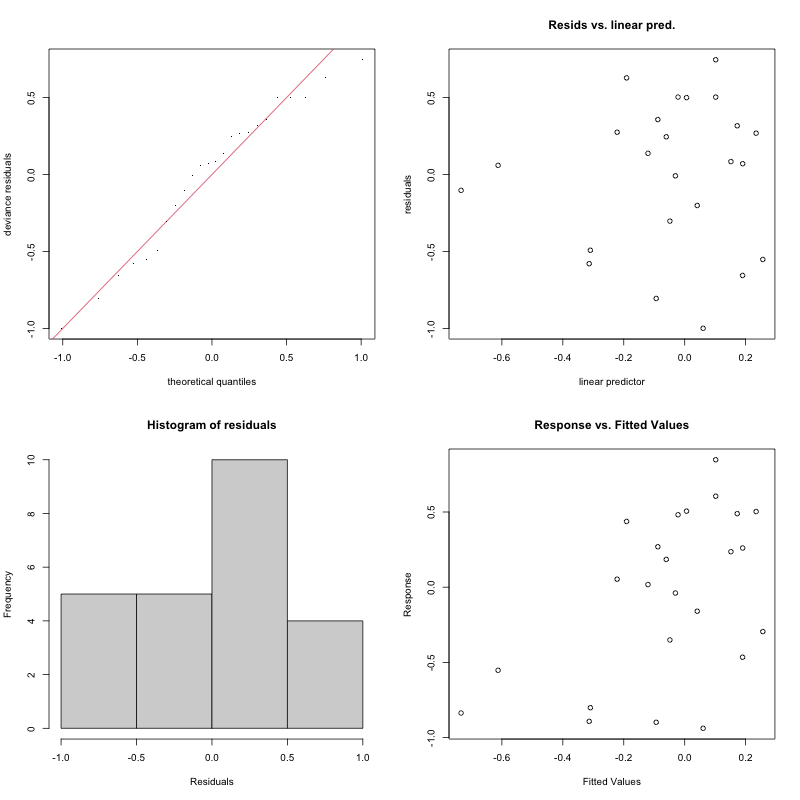 deviance residuals
-1.0 -0.5 0.0 0.5
-1.0 -0.5 0.0 0.5 1.0
theoretical quantiles
Resids vs. linear pred.
residuals
-1.0 -0.5 0.0 0.5
-0.6 -0.4 -0.2 0.0 0.2
linear predictor
Histogram of residuals
Frequency
0 2 4 6 8 10
-1.0 -0.5 0.0 0.5 1.0
Residuals
Response vs. Fitted Values
Response
-1.0 -0.5 0.0 0.5
-0.6 -0.4 -0.2 0.0 0.2
Fitted Values